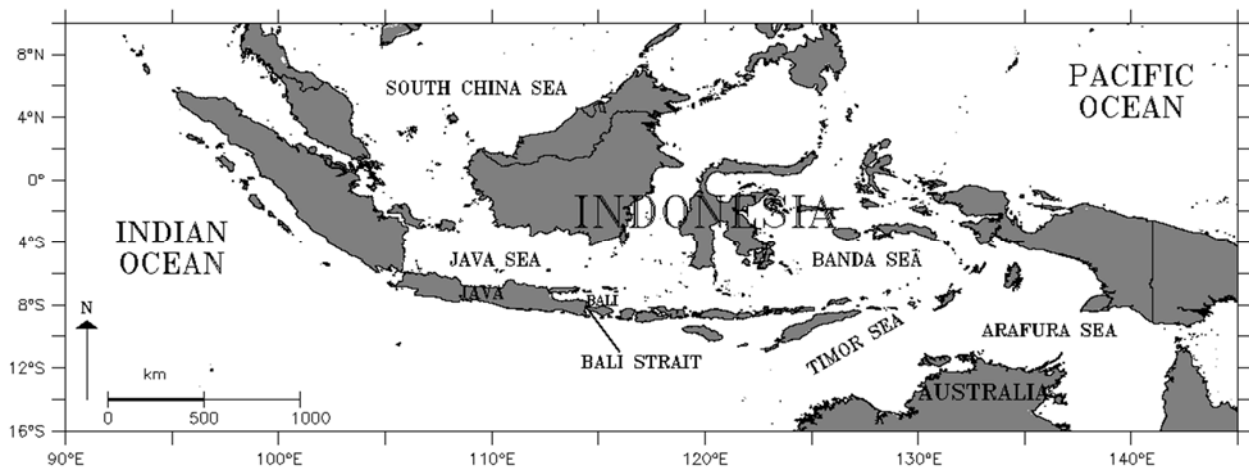 8°N
4°N
0°
4°S
8°S
12°S
16°S
SOUTH CHINA SEA
PACIFIC
OCEAN
INDONESIA
INDIAN
OCEAN
JAVA SEA
BANDA SEA
JAVA
BALI
BALI STRAIT
TIMOR SEA
ARAFURA SEA
AUSTRALIA
N
km
0 500 1000
90°E 100°E 110°E 120°E 130°E 140°E